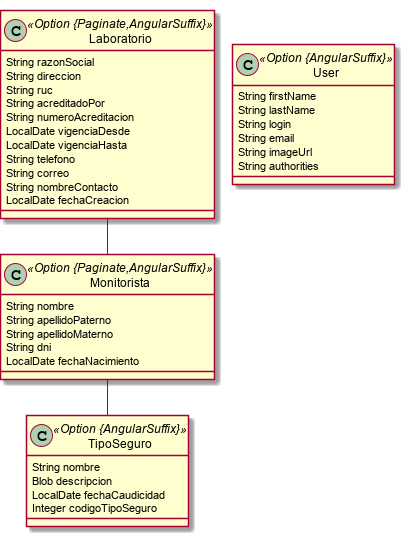 C «Option {Paginate,AngularSuffix}»
Laboratorio
String razonSocial
String direccion
String ruc
String acreditadoPor
String numeroAcreditacion
LocalDate vigenciaDesde
LocalDate vigenciaHasta
String telefono
String correo
String nombreContacto
LocalDate fechaCreacion
C «Option {AngularSuffix}»
User
String firstName
String lastName
String login
String email
String imageUrl
String authorities
C «Option {Paginate,AngularSuffix}»
Monitorista
String nombre
String apellidoPaterno
String apellidoMaterno
String dni
LocalDate fechaNacimiento
C «Option {AngularSuffix}»
TipoSeguro
String nombre
Blob descripcion
LocalDate fechaCaudicidad
Integer codigoTipoSeguro